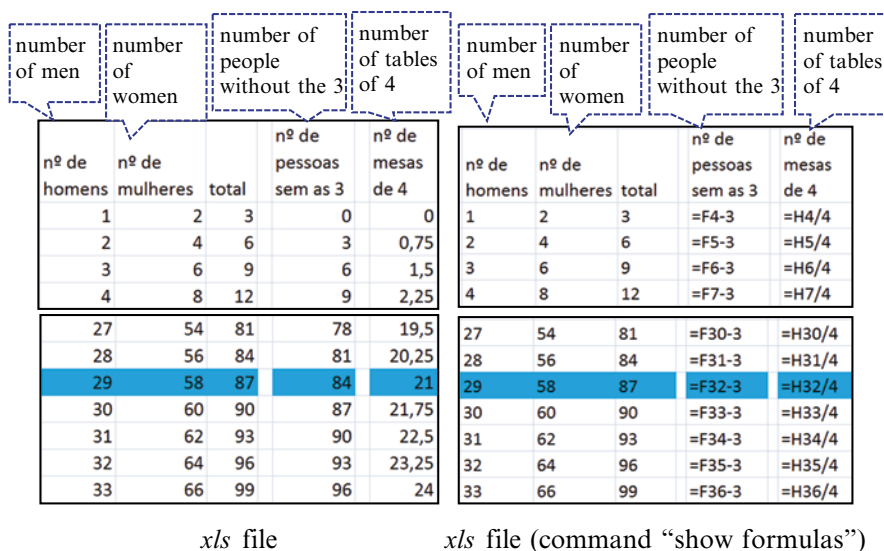 number
of men
number
of
women
number of
people
without the 3
number
of tables
of 4
number
of men
number
of
women
number of
people
without the 3
number
of tables
of 4
nº de
homens
nº de
mulheres
total
nº de
pessoas
sem as 3
nº de
mesas
de 4
1 2 3 0 0
2 4 6 3 0,75
3 6 9 6 1,5
4 8 12 9 2,25
27 54 81 78 19,5
28 56 84 81 20,25
29 58 87 84 21
30 60 90 87 21,75
31 62 93 90 22,5
32 64 96 93 23,25
33 66 99 96 24
xls file
nº de
homens
nº de
mulheres
total
nº de
pessoas
sem as 3
nº de
mesas
de 4
1 2 3 =F4-3 =H4/4
2 4 6 =F5-3 =H5/4
3 6 9 =F6-3 =H6/4
4 8 12 =F7-3 =H7/4
27 54 81 =F30-3 =H30/4
28 56 84 =F31-3 =H31/4
29 58 87 =F32-3 =H32/4
30 60 90 =F33-3 =H33/4
31 62 93 =F34-3 =H34/4
32 64 96 =F35-3 =H35/4
33 66 99 =F36-3 =H36/4
xls file (command “show formulas”)